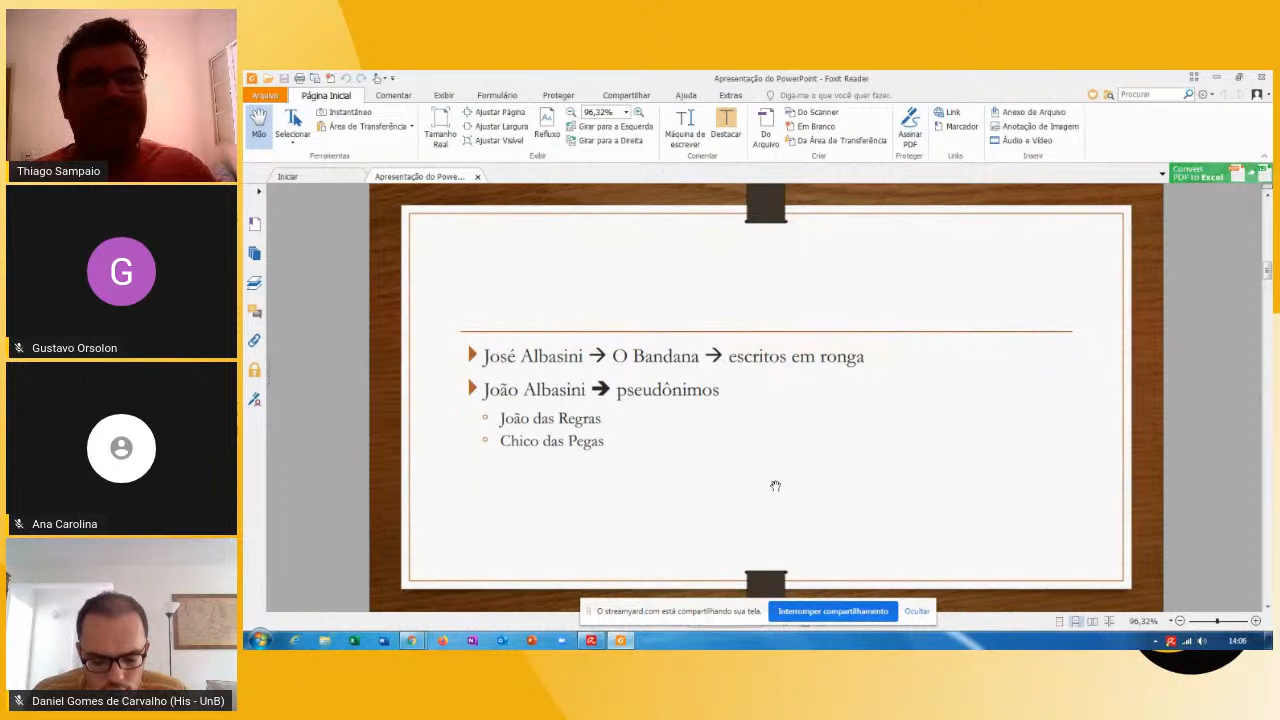 Thiago Sampaio
G
Gustavo Orsolon
Ana Carolina
Daniel Gomes de Carvalho (His - UnB)
Apresentação do PowerPoint - Foxit Reader
Arquivo
Página Inicial
Comentar
Exibir
Formulário
Proteger
Compartilhar
Ajuda
Extras
Diga-me o que você quer fazer.
Procurar
Mão
Selecionar
Instantâneo
Área de Transferência
Ferramentas
Tamanho Real
Ajustar Página
Ajustar Largura
Ajustar Visível
Refluxo
96,32%
Girar para a Esquerda
Girar para a Direita
Exibir
Máquina de escrever
Destacar
Comentar
Do Arquivo
Do Scanner
Em Branco
Da Área de Transferência
Criar
Assinar PDF
Proteger
Link
Marcador
Links
Anexo de Arquivo
Anotação de Imagem
Áudio e Vídeo
Inserir
Iniciar
Apresentação do Powe...
Convert
PDF to Excel
José Albasini → O Bandana → escritos em ronga
João Albasini → pseudônimos
João das Regras
Chico das Pegas
O streamyard.com está compartilhando sua tela.
Interromper compartilhamento
Ocultar
96,32%
14:06